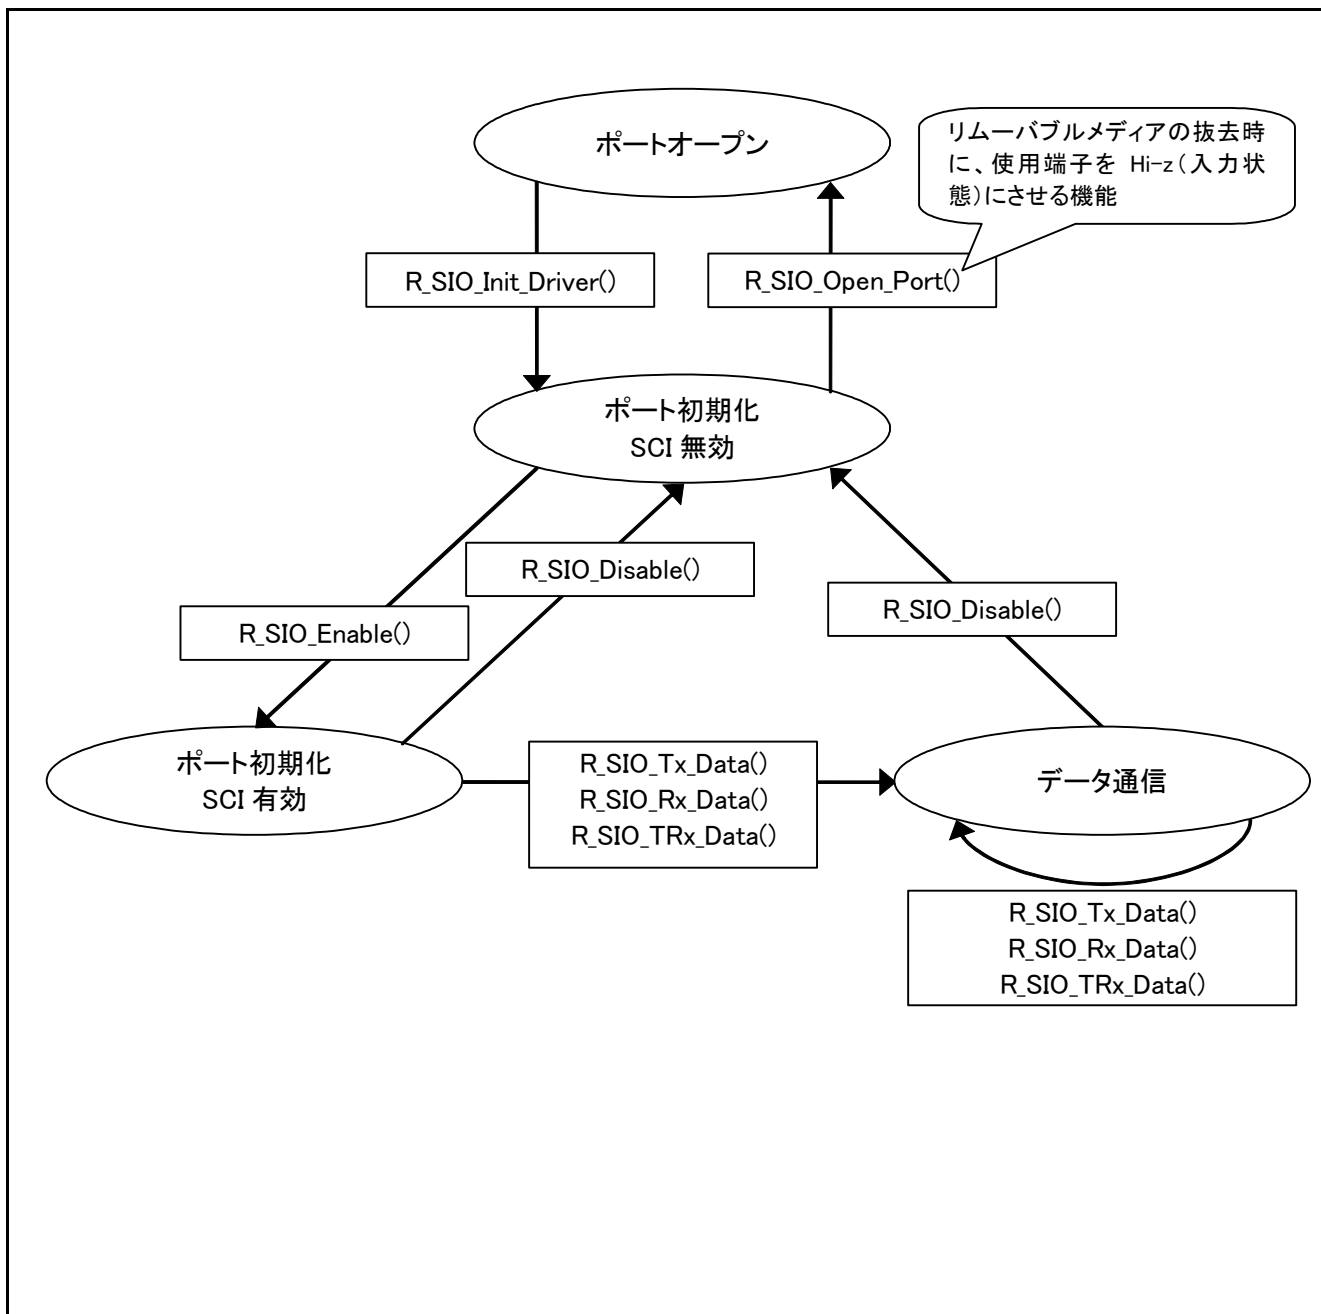 ポートオープン
リムーバブルメディアの抜去時
に、使用端子を Hi-z(入力状
態)にさせる機能
R_SIO_Init_Driver()
R_SIO_Open_Port()
ポート初期化
SCI 無効
R_SIO_Disable()
R_SIO_Disable()
R_SIO_Enable()
ポート初期化
SCI 有効
R_SIO_Tx_Data()
R_SIO_Rx_Data()
R_SIO_TRx_Data()
データ通信
R_SIO_Tx_Data()
R_SIO_Rx_Data()
R_SIO_TRx_Data()